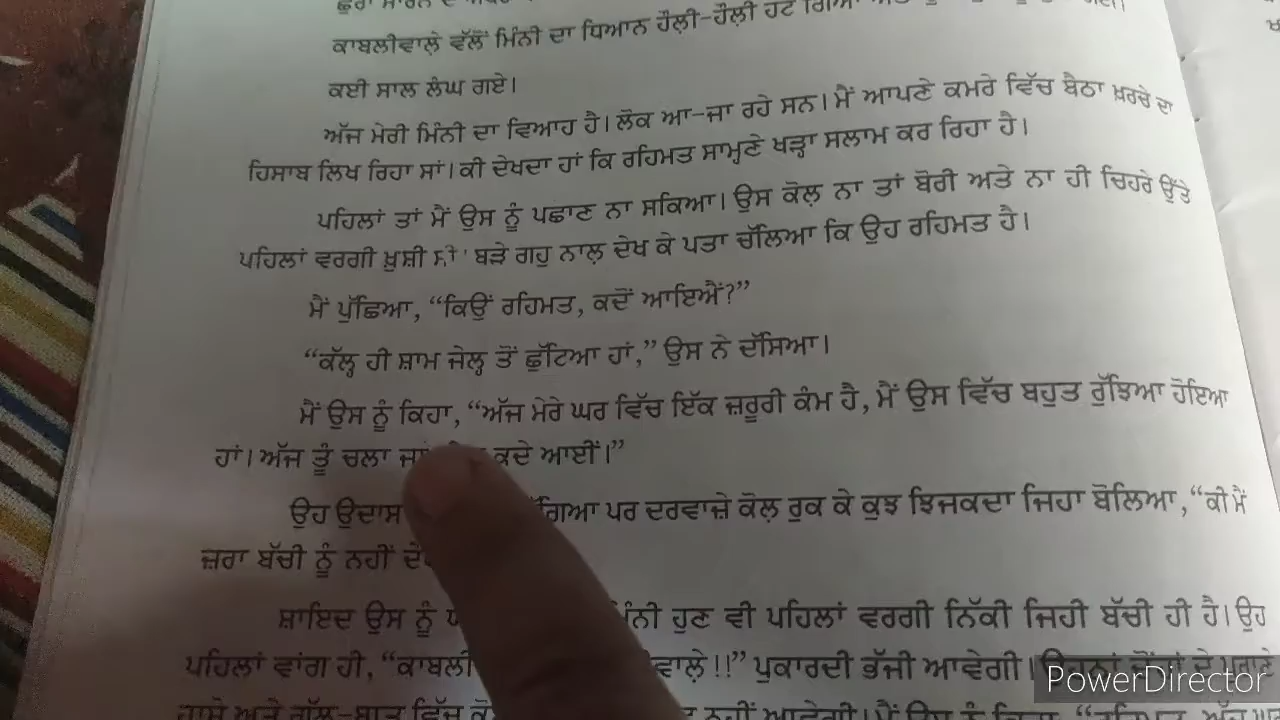 ਕਾਬਲੀਵਾਲੇ ਵੱਲੋਂ ਮਿੰਨੀ ਦਾ ਧਿਆਨ ਹੌਲੀ-ਹੌਲੀ ਹਟ ਗਿਆ
ਕਈ ਸਾਲ ਲੰਘ ਗਏ।
ਅੱਜ ਮੇਰੀ ਮਿੰਨੀ ਦਾ ਵਿਆਹ ਹੈ। ਲੋਕ ਆ-ਜਾ ਰਹੇ ਸਨ। ਮੈਂ ਆਪਣੇ ਕਮਰੇ ਵਿੱਚ ਬੈਠਾ ਖ਼ਰਚੇ ਦਾ
ਹਿਸਾਬ ਲਿਖ ਰਿਹਾ ਸਾਂ। ਕੀ ਦੇਖਦਾ ਹਾਂ ਕਿ ਰਹਿਮਤ ਸਾਮ੍ਹਣੇ ਖੜ੍ਹਾ ਸਲਾਮ ਕਰ ਰਿਹਾ ਹੈ।
ਪਹਿਲਾਂ ਤਾਂ ਮੈਂ ਉਸ ਨੂੰ ਪਛਾਣ ਨਾ ਸਕਿਆ। ਉਸ ਕੋਲ਼ ਨਾ ਤਾਂ ਬੋਰੀ ਅਤੇ ਨਾ ਹੀ ਚਿਹਰੇ ਉੱਤੇ
ਪਹਿਲਾਂ ਵਰਗੀ ਖ਼ੁਸ਼ੀ ਸੀ। ਬੜੇ ਗਹੁ ਨਾਲ਼ ਦੇਖ ਕੇ ਪਤਾ ਚੱਲਿਆ ਕਿ ਉਹ ਰਹਿਮਤ ਹੈ।
ਮੈਂ ਪੁੱਛਿਆ, “ਕਿਉਂ ਰਹਿਮਤ, ਕਦੋਂ ਆਇਐਂ?”
“ਕੱਲ੍ਹ ਹੀ ਸ਼ਾਮ ਜੇਲ੍ਹ ਤੋਂ ਛੁੱਟਿਆ ਹਾਂ,” ਉਸ ਨੇ ਦੱਸਿਆ।
ਮੈਂ ਉਸ ਨੂੰ ਕਿਹਾ, “ਅੱਜ ਮੇਰੇ ਘਰ ਵਿੱਚ ਇੱਕ ਜ਼ਰੂਰੀ ਕੰਮ ਹੈ, ਮੈਂ ਉਸ ਵਿੱਚ ਬਹੁਤ ਰੁੱਝਿਆ ਹੋਇਆ
ਹਾਂ। ਅੱਜ ਤੂੰ ਚਲਾ ਜਾ ਕਦੇ ਆਈਂ।”
ਉਹ ਉਦਾਸ ਪਰ ਦਰਵਾਜ਼ੇ ਕੋਲ਼ ਰੁਕ ਕੇ ਕੁਝ ਝਿਜਕਦਾ ਜਿਹਾ ਬੋਲਿਆ, “ਕੀ ਮੈਂ
ਜ਼ਰਾ ਬੱਚੀ ਨੂੰ ਨਹੀਂ
ਸ਼ਾਇਦ ਉਸ ਨੂੰ ਮਿੰਨੀ ਹੁਣ ਵੀ ਪਹਿਲਾਂ ਵਰਗੀ ਨਿੱਕੀ ਜਿਹੀ ਬੱਚੀ ਹੀ ਹੈ। ਉਹ
ਪਹਿਲਾਂ ਵਾਂਗ ਹੀ, “ਕਾਬਲੀ ਵਾਲੇ!!” ਪੁਕਾਰਦੀ ਭੱਜੀ ਆਵੇਗੀ।
PowerDirector